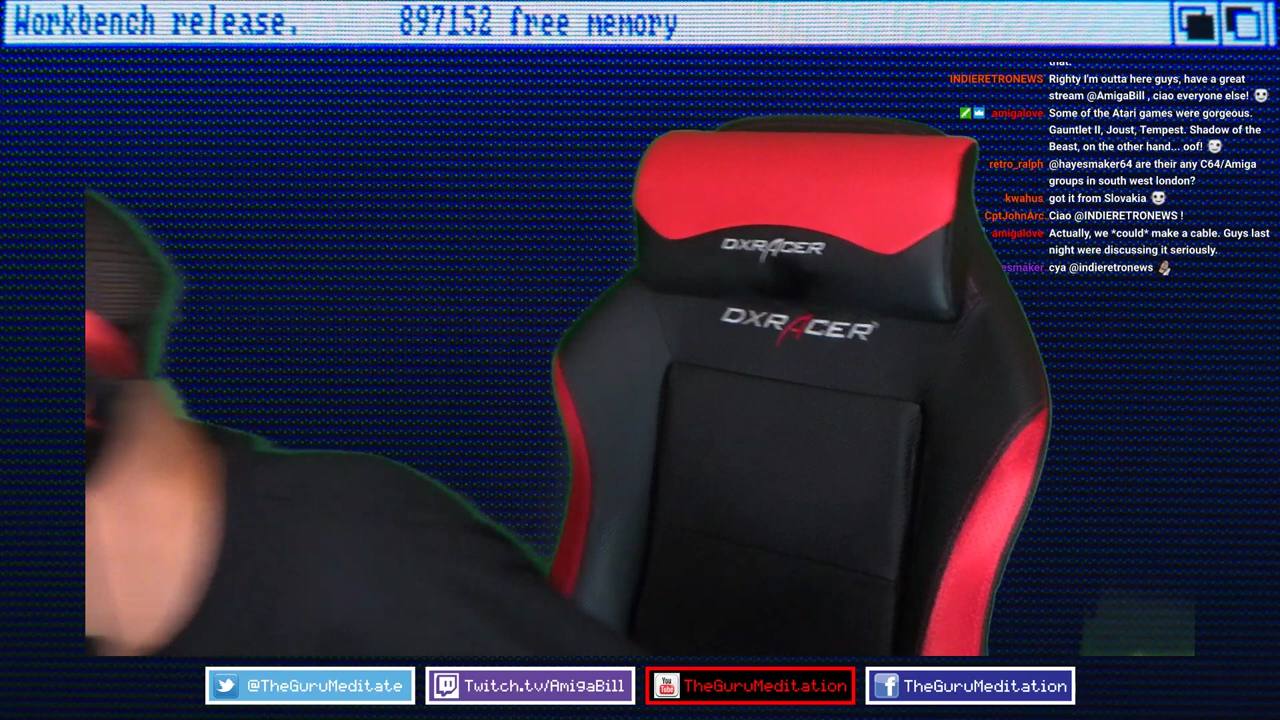 Workbench release. 897152 free memory
that.
INDIERETRONEWS Righty I'm outta here guys, have a great
stream @AmigaBill , ciao everyone else!
amigalove Some of the Atari games were gorgeous.
Gauntlet II, Joust, Tempest. Shadow of the
Beast, on the other hand... oof!
retro_ralph @hayesmaker64 are their any C64/Amiga
groups in south west london?
kwahus got it from Slovakia
CptJohnArc Ciao @INDIERETRONEWS !
amigalove Actually, we *could* make a cable. Guys last
night were discussing it seriously.
esmaker cya @indieretronews
DXRACER
DXRACER
@TheGuruMeditate
Twitch.tv/AmigaBill
You Tube TheGuruMeditation
TheGuruMeditation